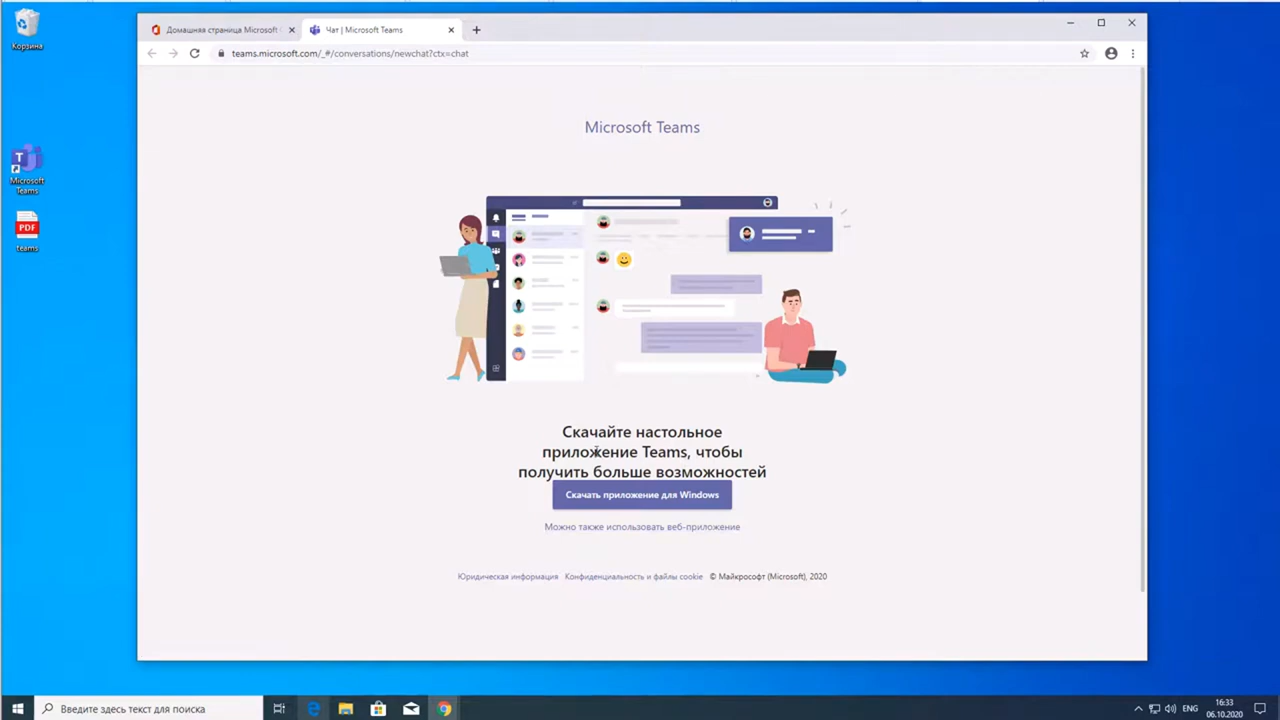 Корзина
Microsoft
Teams
PDF
teams
Домашняя страница Microsoft
Чат | Microsoft Teams
teams.microsoft.com/_#/conversations/newchat?ctx=chat
Microsoft Teams
Скачайте настольное
приложение Teams, чтобы
получить больше возможностей
Скачать приложение для Windows
Можно также использовать веб-приложение
Юридическая информация Конфиденциальность и файлы cookie © Майкрософт (Microsoft), 2020
Введите здесь текст для поиска
ENG
16:33
06.10.2020